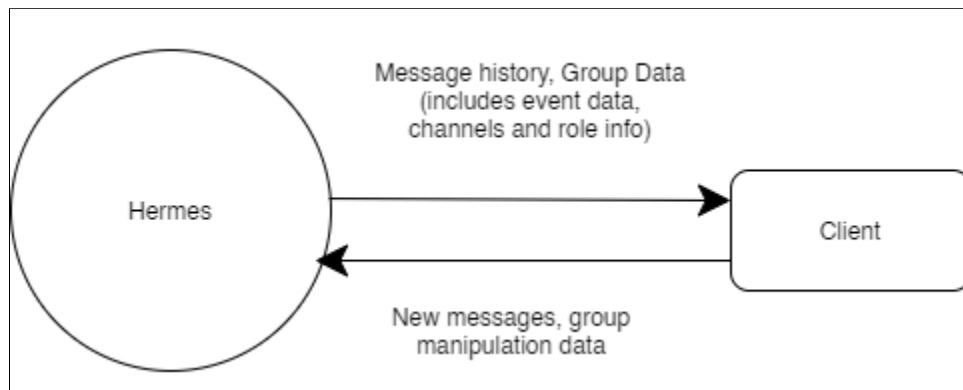 Message history, Group Data
(includes event data,
channels and role info)
Hermes
Client
New messages, group
manipulation data